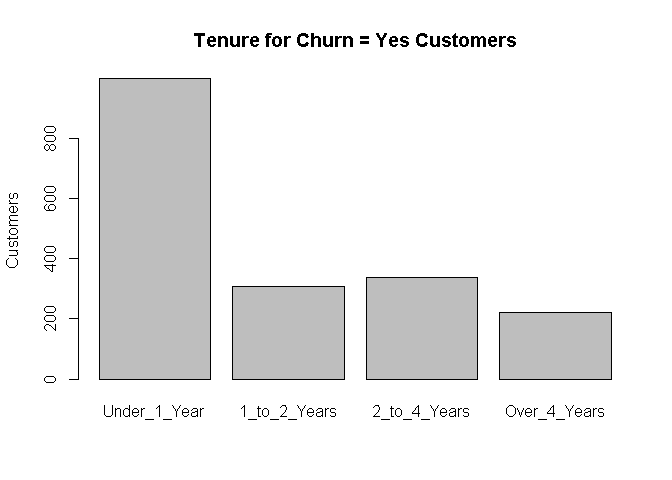 Tenure for Churn = Yes Customers
Customers
800
600
400
200
0
Under_1_Year
1_to_2_Years
2_to_4_Years
Over_4_Years